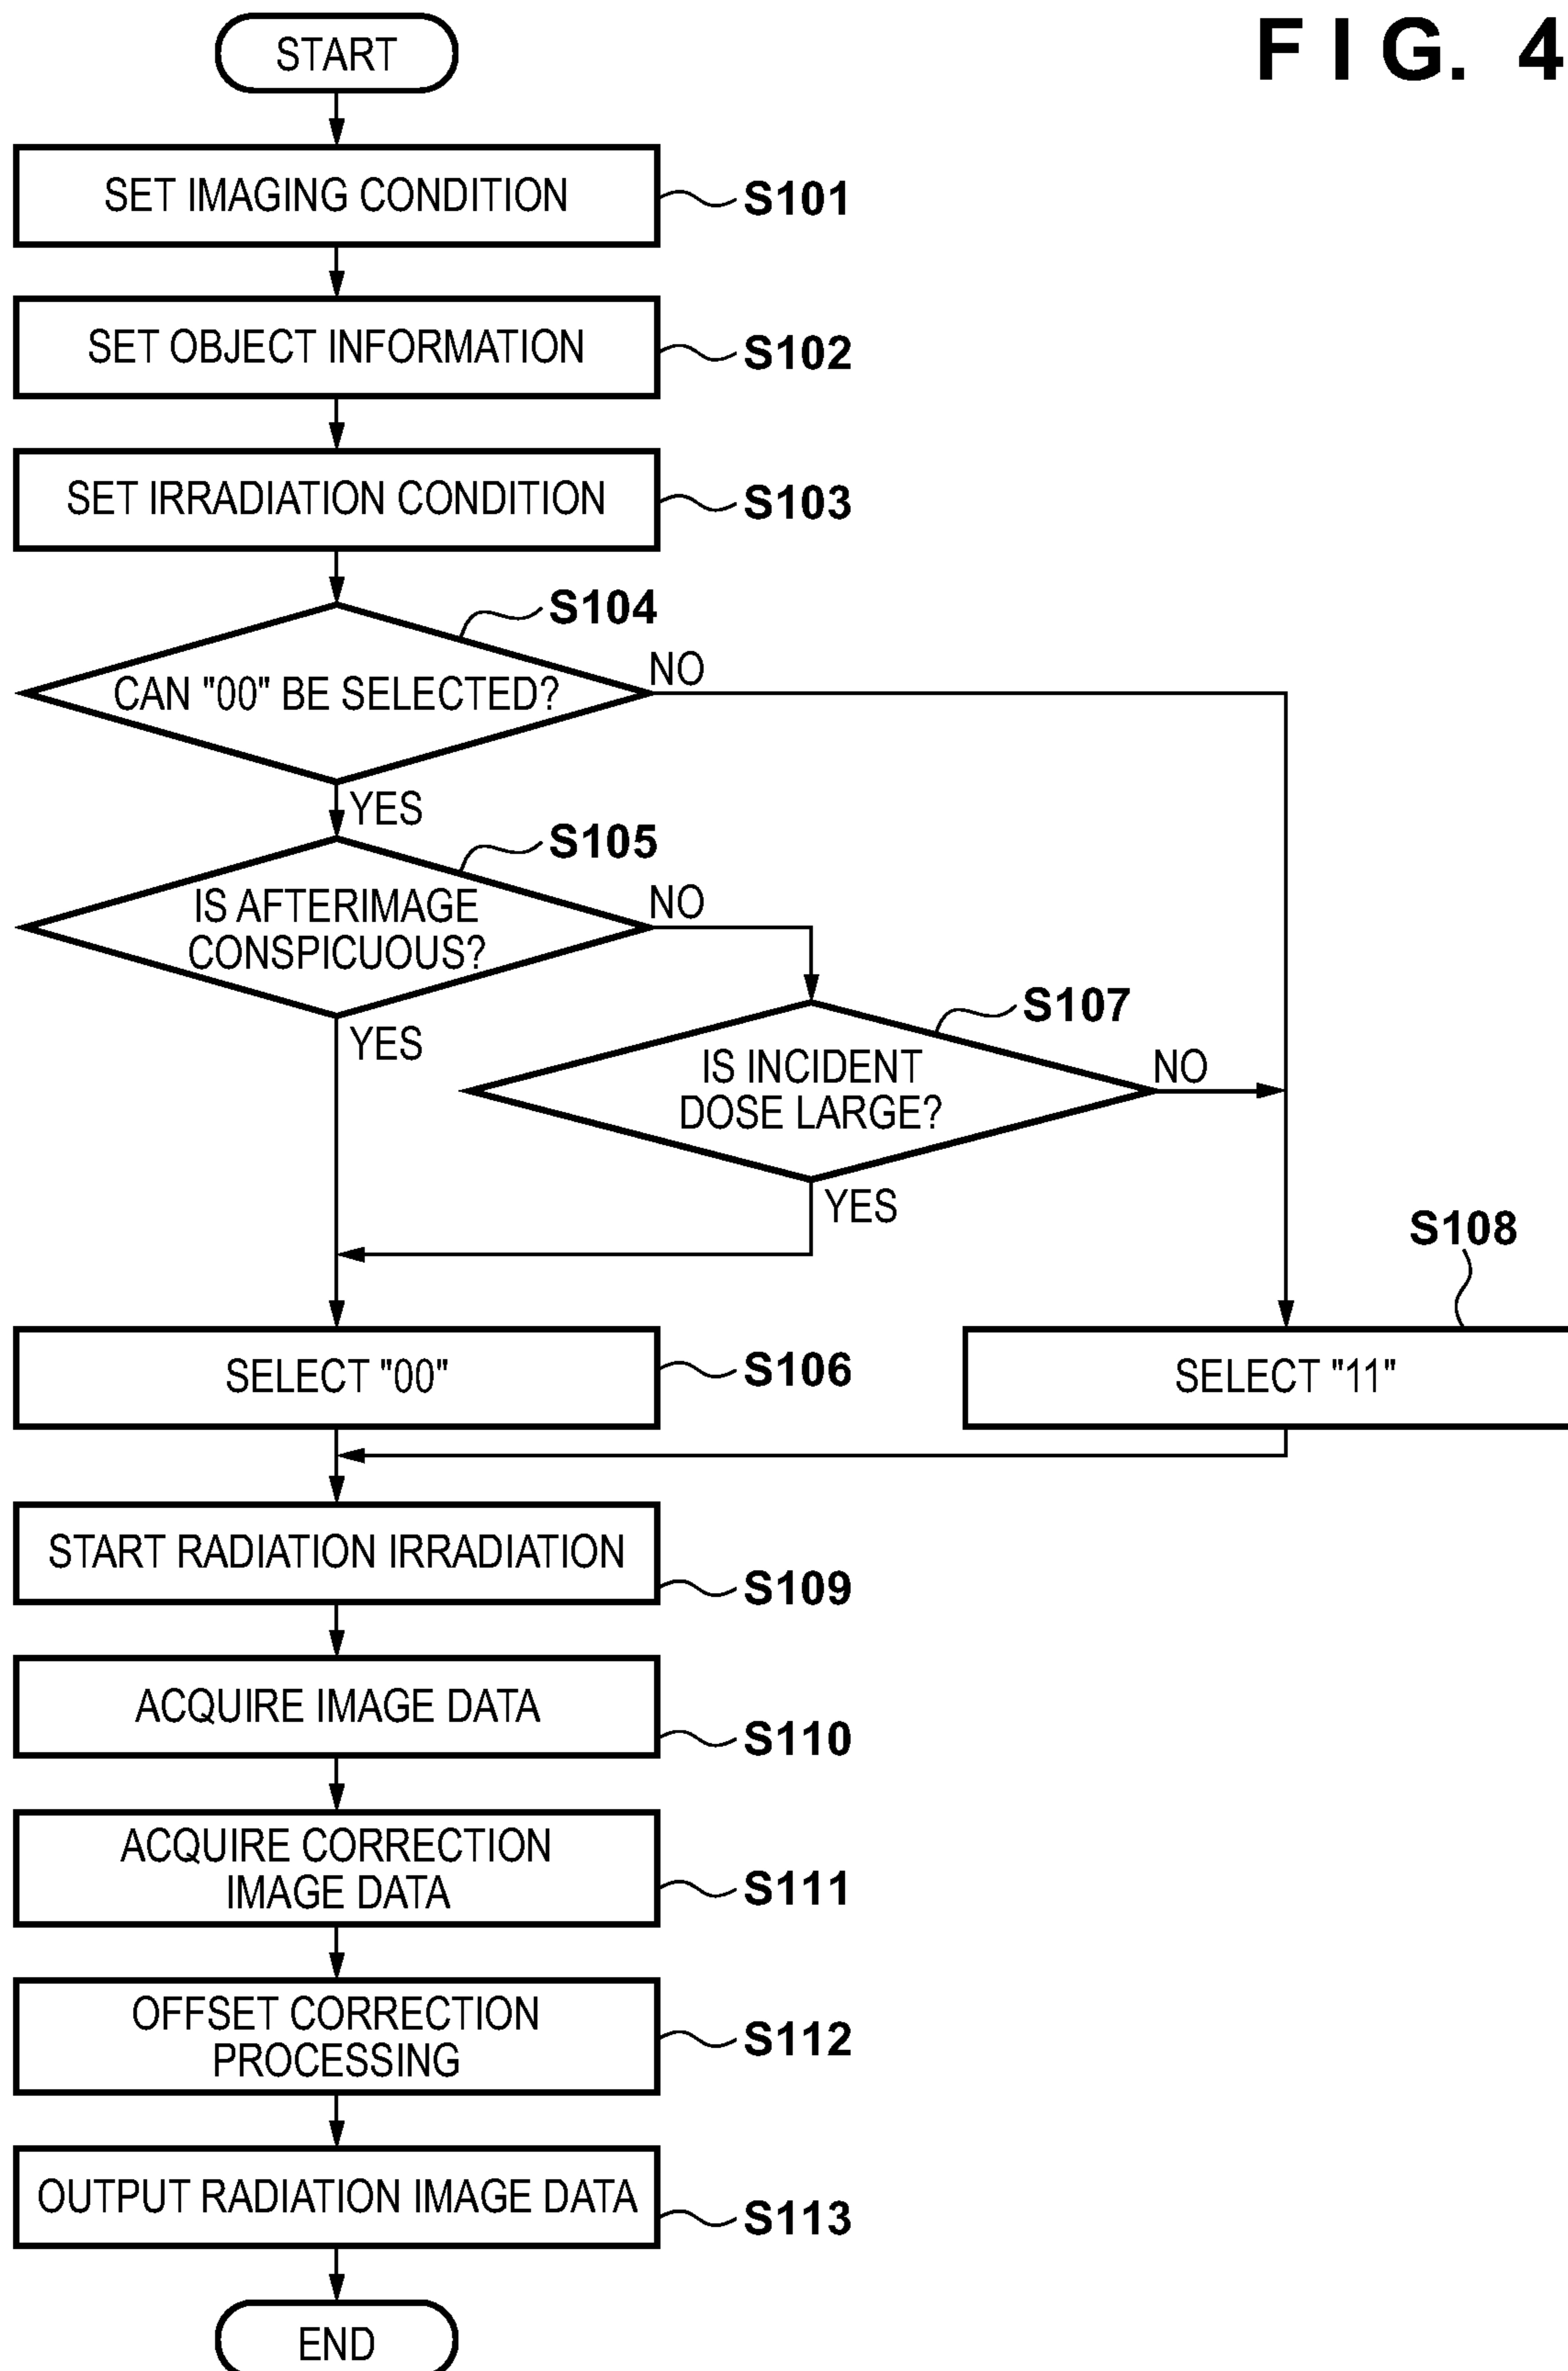 FIG. 4
START
SET IMAGING CONDITION
S101
SET OBJECT INFORMATION
S102
SET IRRADIATION CONDITION
S103
S104
CAN "00" BE SELECTED?
NO
YES
S105
IS AFTERIMAGE
CONSPICUOUS?
NO
YES
S107
IS INCIDENT
DOSE LARGE?
NO
YES
S108
SELECT "00"
S106
SELECT "11"
START RADIATION IRRADIATION
S109
ACQUIRE IMAGE DATA
S110
ACQUIRE CORRECTION
IMAGE DATA
S111
OFFSET CORRECTION
PROCESSING
S112
OUTPUT RADIATION IMAGE DATA
S113
END